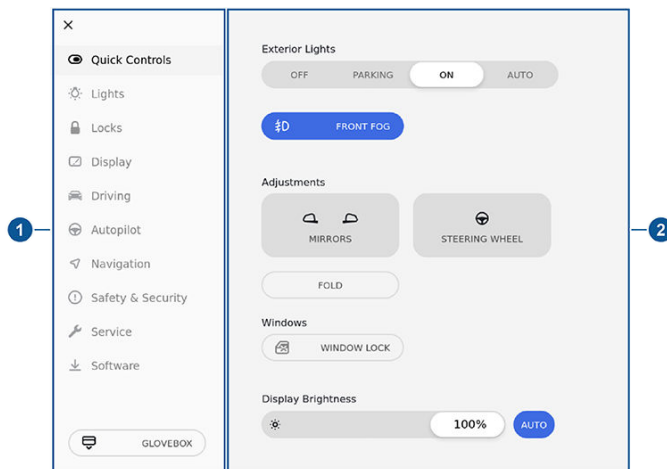 Quick Controls
Lights
Locks
Display
Driving
Autopilot
Navigation
Safety & Security
Service
Software
GLOVEBOX
1
Exterior Lights
OFF PARKING ON AUTO
FRONT FOG
Adjustments
MIRRORS STEERING WHEEL
FOLD
Windows
WINDOW LOCK
Display Brightness
100% AUTO
2